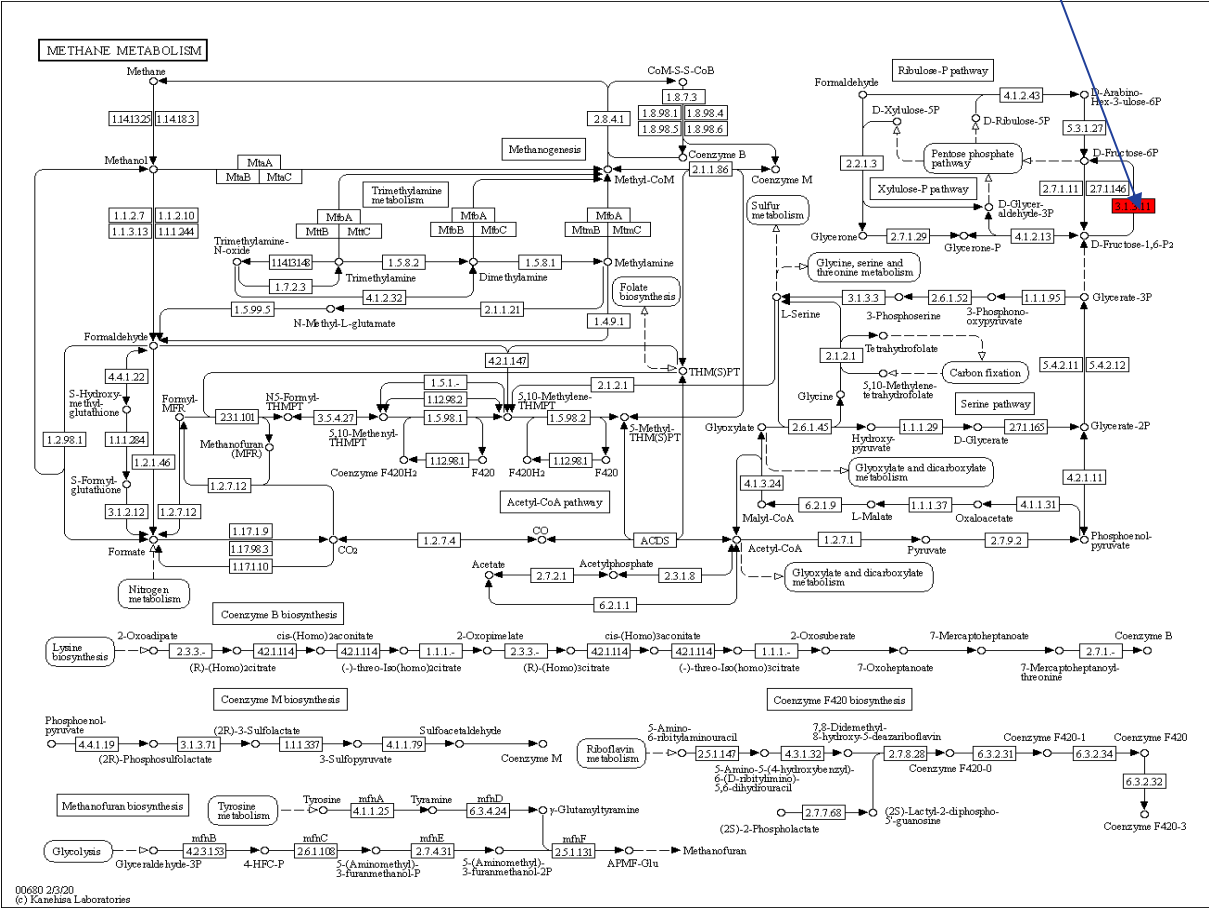 METHANE METABOLISM
Methane
CoM-S-S-CoB
Ribulose-P pathway
Formaldehyde
D-Arabino-
Hex-3-ulose-6P
1.8.7.3
4.1.2.43
1.14.13.25
1.14.18.3
2.8.4.1
1.8.98.1
1.8.98.4
1.8.98.5
1.8.98.6
D-Xylulose-5P
D-Ribulose-5P
5.3.1.27
Methanogenesis
Coenzyme B
Methanol
MtaA
MtaB
MtaC
Methyl-CoM
2.1.1.86
Coenzyme M
2.2.1.3
Pentose phosphate
pathway
D-Fructose-6P
Xylulose-P pathway
2.7.1.11
2.7.1.146
Trimethylamine
metabolism
Sulfur
metabolism
D-Glycer-
aldehyde-3P
1.1.2.7
1.1.2.10
1.1.3.13
1.1.1.244
MtbA
MttB
MttC
MtbA
MtbB
MtbC
MtbA
MtmB
MtmC
Glycerone
2.7.1.29
Glycerone-P
4.1.2.13
D-Fructose-1,6-P2
Trimethylamine-
N-oxide
1.14.13.148
Trimethylamine
1.5.8.2
Dimethylamine
1.5.8.1
Methylamine
1.7.2.3
4.1.2.32
Glycine, serine and
threonine metabolism
Folate
biosynthesis
1.5.99.5
N-Methyl-L-glutamate
2.1.1.21
1.4.9.1
L-Serine
3.1.3.3
3-Phosphoserine
2.6.1.52
3-Phosphono-
oxypyruvate
1.1.1.95
Glycerate-3P
Formaldehyde
4.2.1.147
THM(S)PT
2.1.2.1
Tetrahydrofolate
Carbon fixation
5,10-Methylene-
tetrahydrofolate
5.4.2.11
5.4.2.12
4.4.1.22
S-Hydroxy-
methyl-
glutathione
Formyl-
MFR
N5-Formyl-
THMPT
1.5.1.-
1.12.98.2
5,10-Methylene-
THMPT
2.1.2.1
Glycine
Serine pathway
2.3.1.101
3.5.4.27
5,10-Methenyl-
THMPT
1.5.98.1
1.5.98.2
5-Methyl-
THM(S)PT
Glyoxylate
2.6.1.45
Hydroxy-
pyruvate
1.1.1.29
D-Glycerate
2.7.1.165
Glycerate-2P
1.2.98.1
1.1.1.284
Methanofuran
(MFR)
1.2.1.46
Coenzyme F420H2
1.12.98.1
F420
F420H2
1.12.98.1
F420
Glyoxylate and dicarboxylate
metabolism
S-Formyl-
glutathione
1.2.7.12
4.1.3.24
4.2.1.11
3.1.2.12
1.2.7.12
Acetyl-CoA pathway
Malyl-CoA
6.2.1.9
L-Malate
1.1.1.37
Oxaloacetate
4.1.1.31
Formate
1.17.1.9
1.17.98.3
1.17.1.10
CO2
1.2.7.4
CO
ACDS
Acetyl-CoA
1.2.7.1
Pyruvate
2.7.9.2
Phosphoenol-
pyruvate
Nitrogen
metabolism
Acetate
2.7.2.1
Acetylphosphate
2.3.1.8
6.2.1.1
Glyoxylate and dicarboxylate
metabolism
Coenzyme B biosynthesis
Lysine
biosynthesis
2-Oxoadipate
2.3.3.-
(R)-(Homo)2citrate
4.2.1.114
cis-(Homo)2aconitate
4.2.1.114
(-)-threo-Iso(homo)2citrate
1.1.1.-
2-Oxopimelate
2.3.3.-
(R)-(Homo)3citrate
4.2.1.114
cis-(Homo)3aconitate
4.2.1.114
(-)-threo-Iso(homo)3citrate
1.1.1.-
2-Oxosuberate
7-Oxoheptanoate
7-Mercaptoheptanoate
7-Mercaptoheptanoyl-
threonine
2.7.1.-
Coenzyme B
Coenzyme M biosynthesis
Phosphoenol-
pyruvate
4.4.1.19
(2R)-Phosphosulfolactate
3.1.3.71
(2R)-3-Sulfolactate
1.1.1.337
3-Sulfopyruvate
4.1.1.79
Sulfoacetaldehyde
Coenzyme M
Coenzyme F420 biosynthesis
Riboflavin
metabolism
5-Amino-
6-ribitylaminouracil
2.5.1.147
5-Amino-5-(4-hydroxybenzyl)-
6-(D-ribitylimino)-
5,6-dihydrouracil
4.3.1.32
7,8-Didemethyl-
8-hydroxy-5-deazariboflavin
2.7.8.28
Coenzyme F420-0
6.3.2.31
Coenzyme F420-1
6.3.2.34
Coenzyme F420
6.3.2.32
Coenzyme F420-3
(2S)-2-Phospholactate
2.7.7.68
(2S)-Lactyl-2-diphospho-
5'-guanosine
Methanofuran biosynthesis
Tyrosine
metabolism
Tyrosine
mfnA
4.1.1.25
Tyramine
mfnD
6.3.4.24
γ-Glutamyltyramine
Glycolysis
Glyceraldehyde-3P
mfnB
4.2.3.153
4-HFC-P
mfnC
2.6.1.108
5-(Aminomethyl)-
3-furanmethanol-P
mfnE
2.7.4.31
5-(Aminomethyl)-
3-furanmethanol-2P
mfnF
2.5.1.131
APMF-Glu
Methanofuran
00680 2/3/20
(c) Kanehisa Laboratories